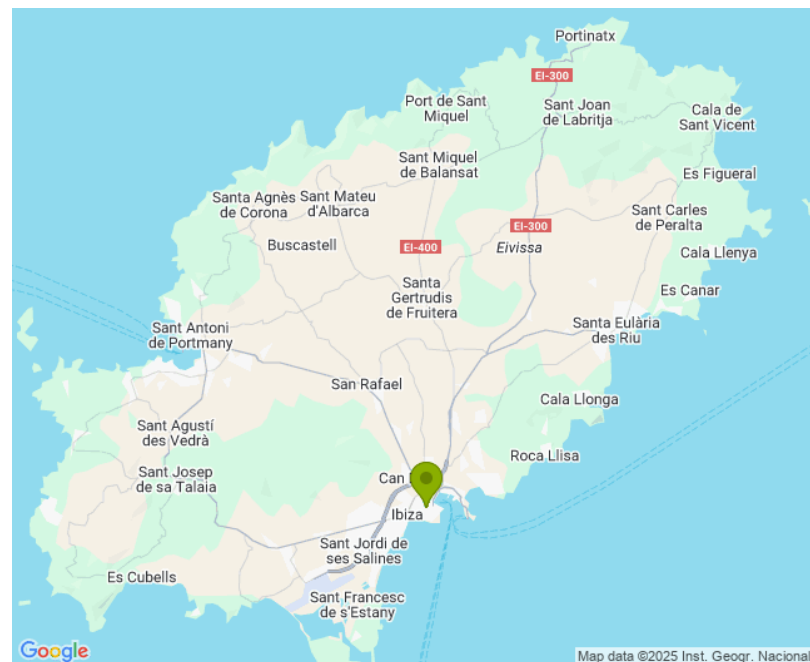 Portinatx
EI-300
Port de Sant
Miquel
Sant Joan
de Labritja
Cala de
Sant Vicent
Sant Miquel
de Balansat
Es Figueral
Santa Agnès
de Corona
Sant Mateu
d'Albarca
Sant Carles
de Peralta
EI-300
Buscastell
EI-400
Eivissa
Cala Llenya
Santa
Gertrudis
de Fruitera
Es Canar
Sant Antoni
de Portmany
Santa Eulària
des Riu
San Rafael
Cala Llonga
Sant Agustí
des Vedrà
Roca Llisa
Sant Josep
de sa Talaia
Can
Ibiza
Sant Jordi de
ses Salines
Es Cubells
Sant Francesc
de s'Estany
Google
Map data ©2025 Inst. Geogr. Nacional